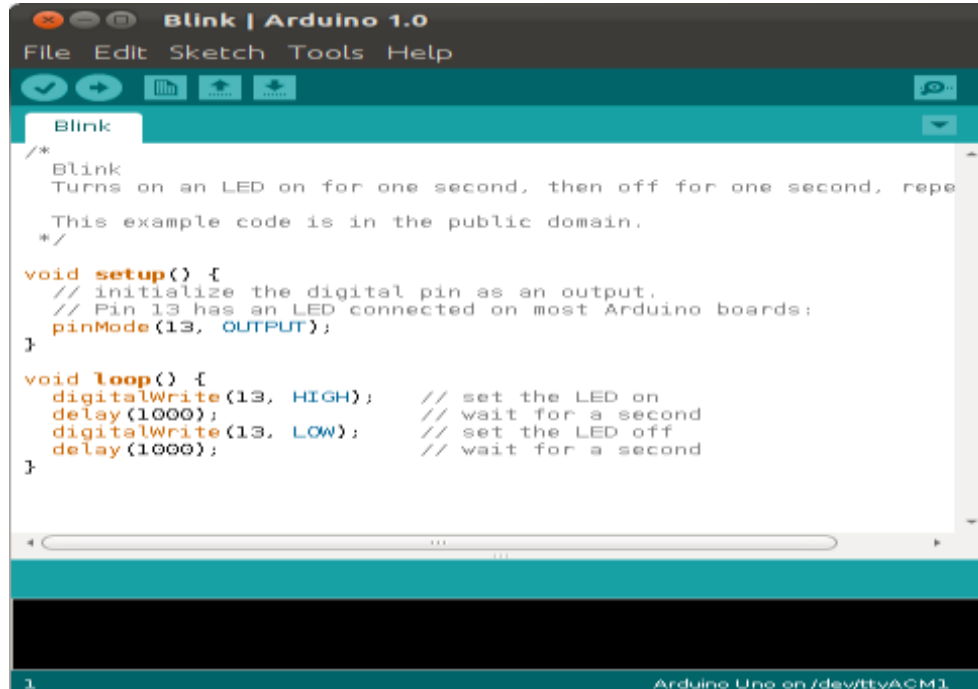 Blink | Arduino 1.0
File Edit Sketch Tools Help
Blink
/*
Blink
Turns on an LED on for one second, then off for one second, repe
This example code is in the public domain.
*/
void setup() {
// initialize the digital pin as an output.
// Pin 13 has an LED connected on most Arduino boards:
pinMode(13, OUTPUT);
}
void loop() {
digitalWrite(13, HIGH); // set the LED on
delay(1000); // wait for a second
digitalWrite(13, LOW); // set the LED off
delay(1000); // wait for a second
}
1 Arduino Uno on /dev/ttyACM1